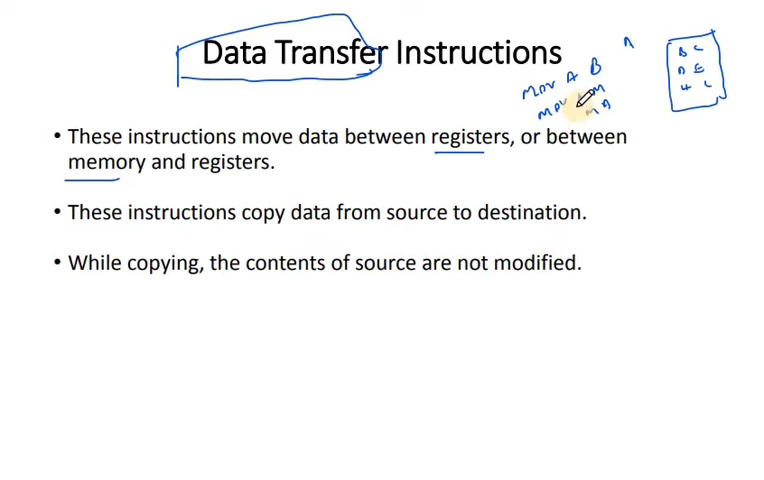 Data Transfer Instructions
A
B C
D E
H L
MOV A B
MOV M
M A
• These instructions move data between registers, or between
memory and registers.
• These instructions copy data from source to destination.
• While copying, the contents of source are not modified.